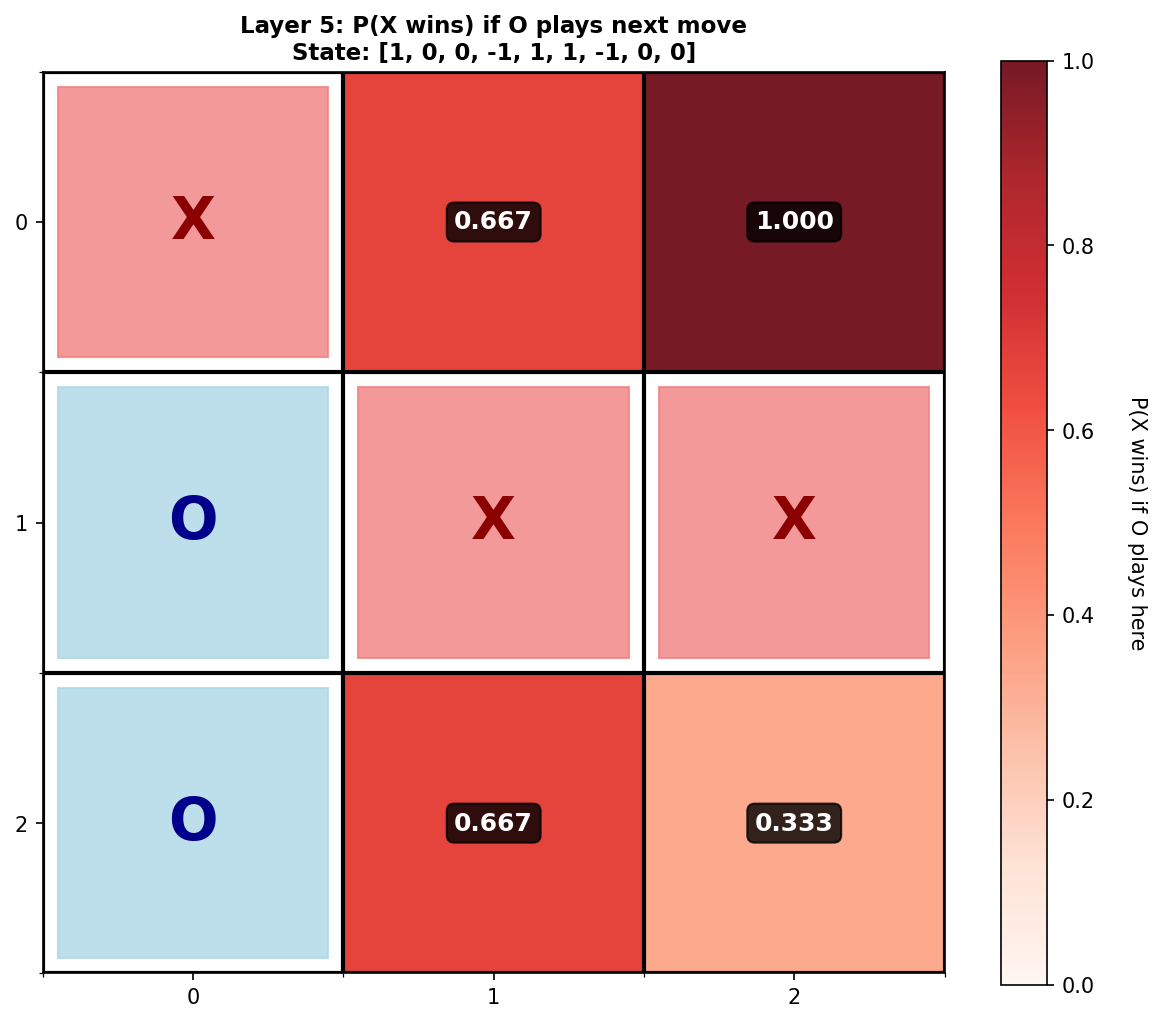 Layer 5: P(X wins) if O plays next move
State: [1, 0, 0, -1, 1, 1, -1, 0, 0]
0
X
0.667
1.000
1
O
X
X
2
O
0.667
0.333
0
1
2
1.0
0.8
0.6
0.4
0.2
0.0
P(X wins) if O plays here